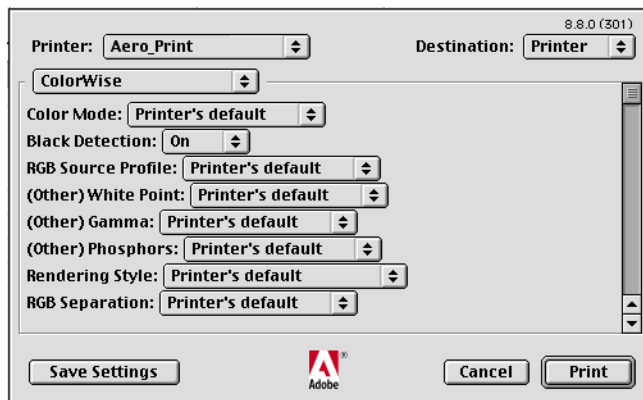 8.8.0 (301)
Printer: Aero_Print Destination: Printer
ColorWise
Color Mode: Printer's default
Black Detection: On
RGB Source Profile: Printer's default
(Other) White Point: Printer's default
(Other) Gamma: Printer's default
(Other) Phosphors: Printer's default
Rendering Style: Printer's default
RGB Separation: Printer's default
Save Settings Adobe ® Cancel Print